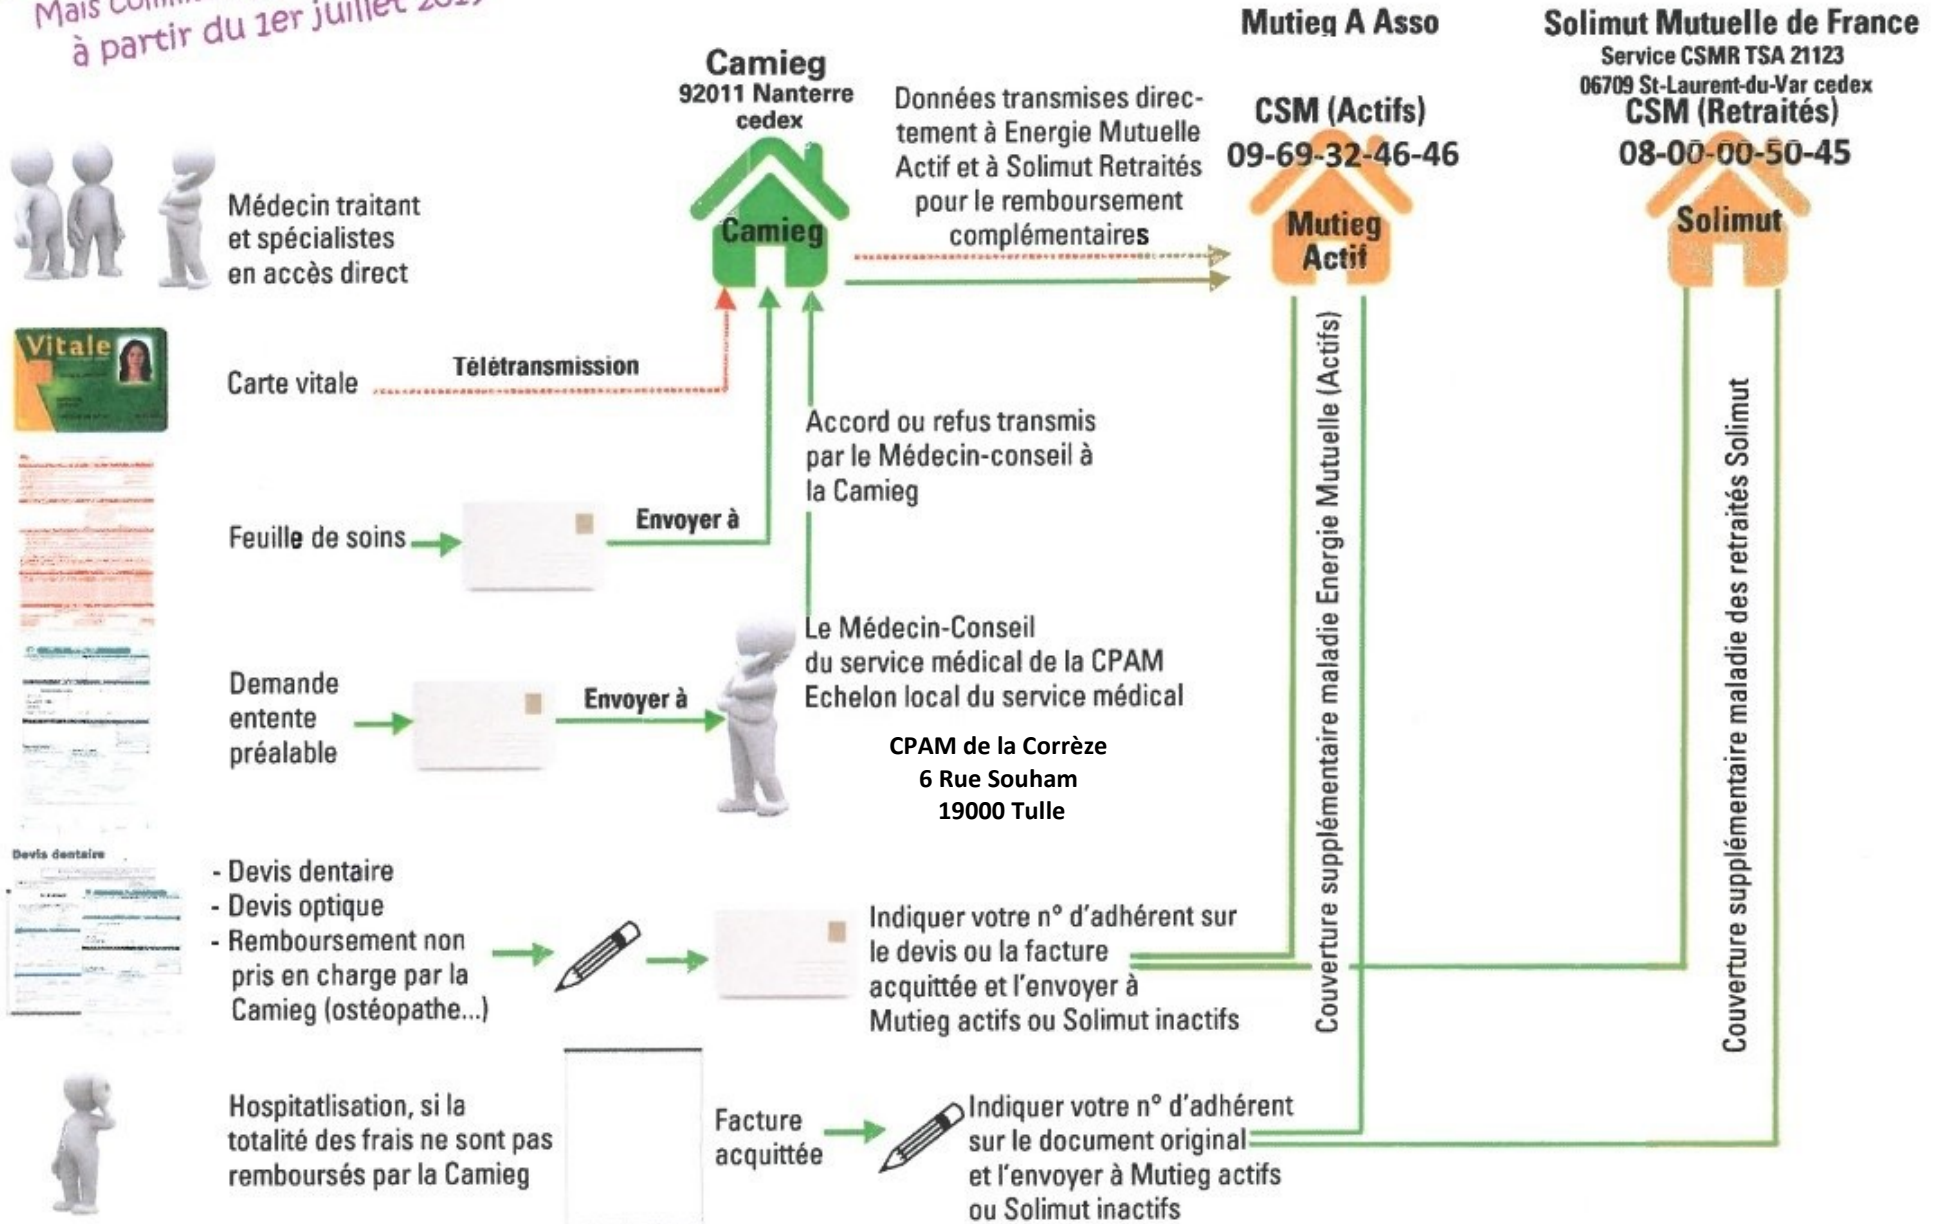 à partir du 1er juillet
Mutieg A Asso
Solimut Mutuelle de France
Service CSMR TSA 21123
06709 St-Laurent-du-Var cedex
CSM (Actifs)
CSM (Retraités)
09-69-32-46-46
08-00-00-50-45
Camieg
92011 Nanterre
cedex
Données transmises direc-
tement à Energie Mutuelle
Actif et à Solimut Retraités
pour le remboursement
complémentaires
Camieg
Mutieg
Actif
Solimut
Médecin traitant
et spécialistes
en accès direct
Vitale
Carte vitale
Télétransmission
Accord ou refus transmis
par le Médecin-conseil à
la Camieg
Feuille de soins
Envoyer à
Le Médecin-Conseil
du service médical de la CPAM
Echelon local du service médical
Demande
entente
préalable
Envoyer à
CPAM de la Corrèze
6 Rue Souham
19000 Tulle
Couverture supplémentaire maladie Energie Mutuelle (Actifs)
Couverture supplémentaire maladie des retraités Solimut
Devis dentaire
- Devis dentaire
- Devis optique
- Remboursement non
pris en charge par la
Camieg (ostéopathe...)
Indiquer votre n° d'adhérent sur
le devis ou la facture
acquittée et l'envoyer à
Mutieg actifs ou Solimut inactifs
Hospitatlisation, si la
totalité des frais ne sont pas
remboursés par la Camieg
Facture
acquittée
Indiquer votre n° d'adhérent
sur le document original
et l'envoyer à Mutieg actifs
ou Solimut inactifs